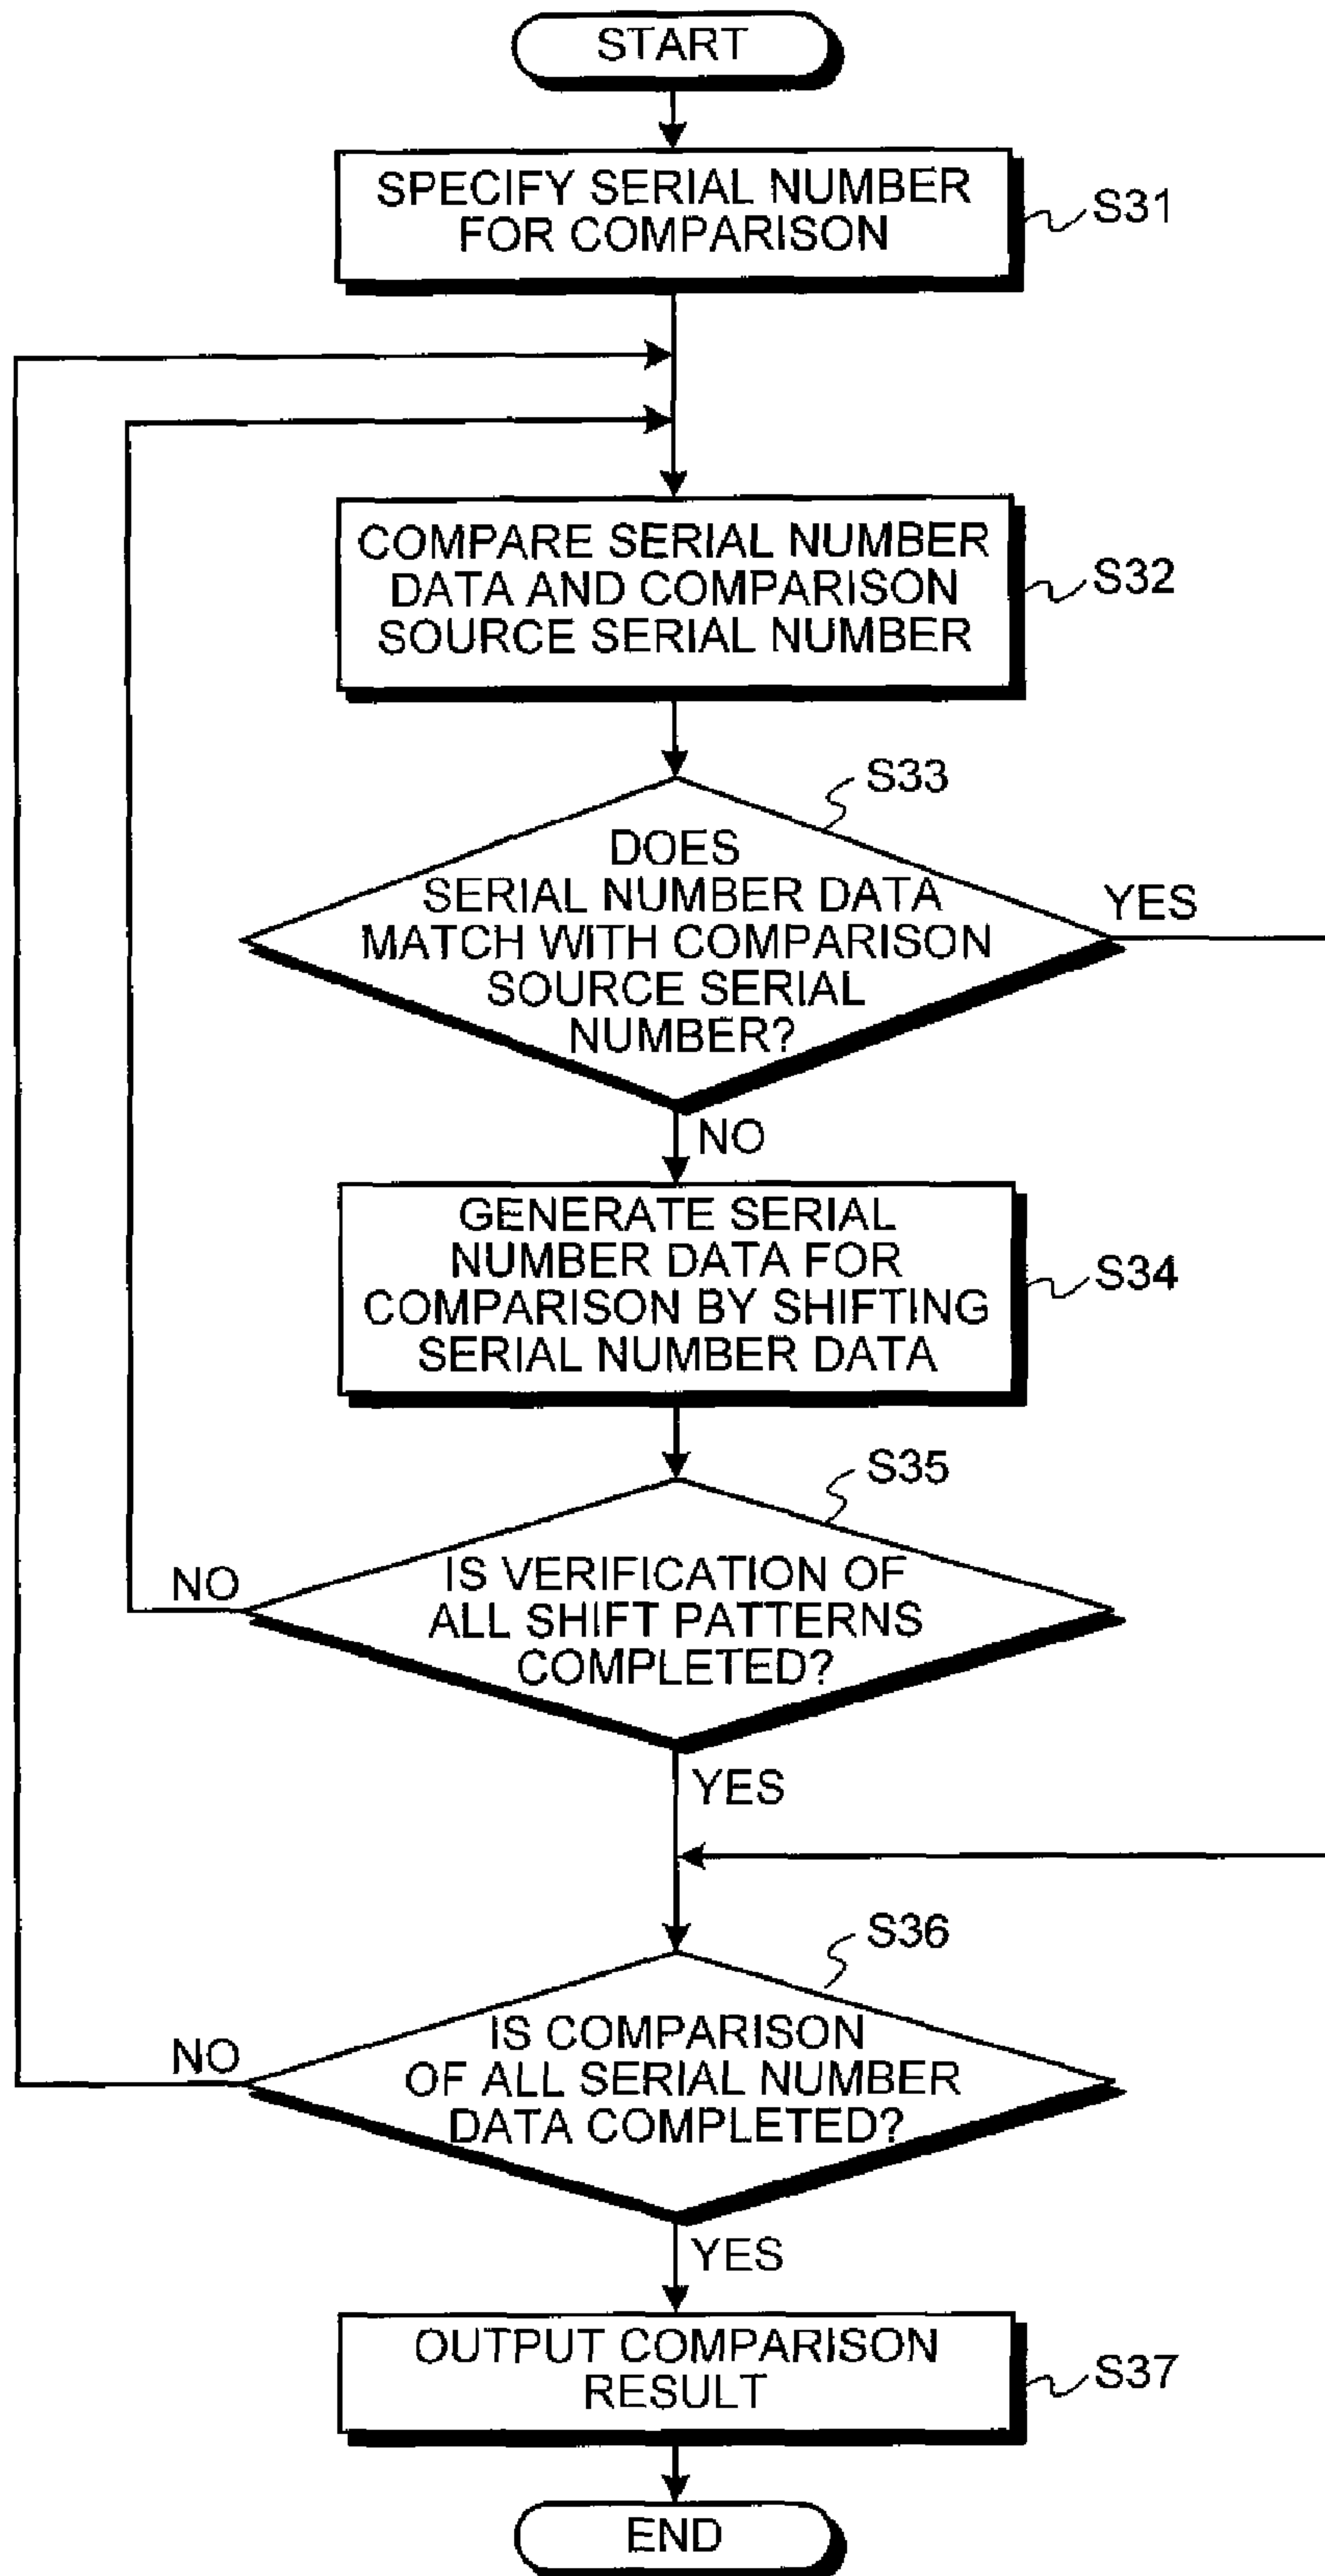 START
SPECIFY SERIAL NUMBER
FOR COMPARISON
S31
COMPARE SERIAL NUMBER
DATA AND COMPARISON
SOURCE SERIAL NUMBER
S32
S33
DOES
SERIAL NUMBER DATA
MATCH WITH COMPARISON
SOURCE SERIAL
NUMBER?
YES
NO
GENERATE SERIAL
NUMBER DATA FOR
COMPARISON BY SHIFTING
SERIAL NUMBER DATA
S34
S35
IS VERIFICATION OF
ALL SHIFT PATTERNS
COMPLETED?
NO
YES
S36
IS COMPARISON
OF ALL SERIAL NUMBER
DATA COMPLETED?
NO
YES
OUTPUT COMPARISON
RESULT
S37
END